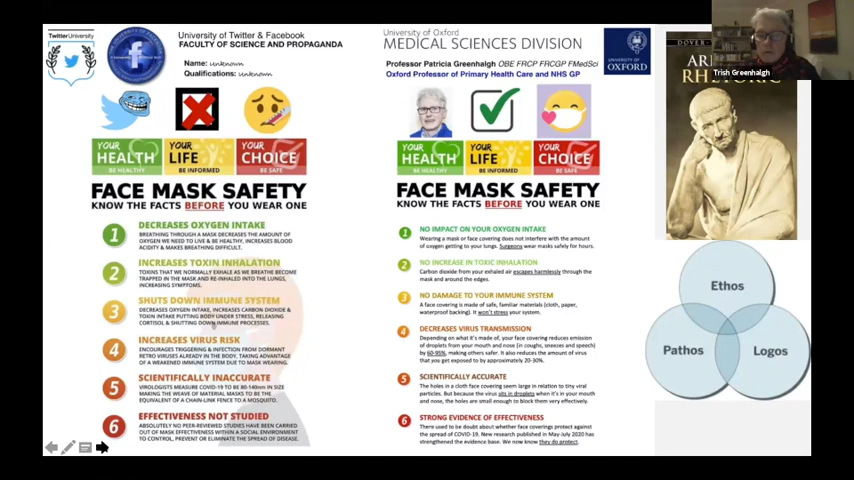 TwitterUniversity
University of Twitter & Facebook
FACULTY OF SCIENCE AND PROPAGANDA
Name: unknown
Qualifications: unknown
YOUR HEALTH
BE HEALTHY
YOUR LIFE
BE INFORMED
YOUR CHOICE
BE SAFE
FACE MASK SAFETY
KNOW THE FACTS BEFORE YOU WEAR ONE
1 DECREASES OXYGEN INTAKE
BREATHING THROUGH A MASK DECREASES THE AMOUNT OF
OXYGEN WE NEED TO LIVE & BE HEALTHY, INCREASES BLOOD
ACIDITY & MAKES BREATHING DIFFICULT.
2 INCREASES TOXIN INHALATION
TOXINS THAT WE NORMALLY EXHALE AS WE BREATHE BECOME
TRAPPED IN THE MASK AND RE-INHALED INTO THE LUNGS,
INCREASING SYMPTOMS.
3 SHUTS DOWN IMMUNE SYSTEM
DECREASES OXYGEN INTAKE, INCREASES CARBON DIOXIDE &
TOXIN INTAKE PUTTING BODY UNDER STRESS, RELEASING
CORTISOL & SHUTTING DOWN IMMUNE PROCESSES.
4 INCREASES VIRUS RISK
ENCOURAGES TRIGGERING & INFECTION FROM DORMANT
RETRO VIRUSES ALREADY IN THE BODY, TAKING ADVANTAGE
OF A WEAKENED IMMUNE SYSTEM DUE TO MASK WEARING.
5 SCIENTIFICALLY INACCURATE
VIROLOGISTS MEASURE COVID-19 TO BE 80-140nm IN SIZE
MAKING THE WEAVE OF MATERIAL MASKS TO BE THE
EQUIVALENT OF A CHAIN-LINK FENCE TO A MOSQUITO.
6 EFFECTIVENESS NOT STUDIED
ABSOLUTELY NO PEER-REVIEWED STUDIES HAVE BEEN CARRIED
OUT OF MASK EFFECTIVENESS WITHIN A SOCIAL ENVIRONMENT
TO CONTROL, PREVENT OR ELIMINATE THE SPREAD OF DISEASE.
University of Oxford
MEDICAL SCIENCES DIVISION
Professor Patricia Greenhalgh OBE FRCP FRCGP FMedSci
Oxford Professor of Primary Health Care and NHS GP
UNIVERSITY OF
OXFORD
YOUR HEALTH
BE HEALTHY
YOUR LIFE
BE INFORMED
YOUR CHOICE
BE SAFE
FACE MASK SAFETY
KNOW THE FACTS BEFORE YOU WEAR ONE
1 NO IMPACT ON YOUR OXYGEN INTAKE
Wearing a mask or face covering does not interfere with the amount
of oxygen getting to your lungs. Surgeons wear masks safely for hours.
2 NO INCREASE IN TOXIC INHALATION
Carbon dioxide from your exhaled air escapes harmlessly through the
mask and around the edges.
3 NO DAMAGE TO YOUR IMMUNE SYSTEM
A face covering is made of safe, familiar materials (cloth, paper,
waterproof backing). It won't stress your system.
4 DECREASES VIRUS TRANSMISSION
Depending on what it's made of, your face covering reduces emission
of droplets from your mouth and nose (in coughs, sneezes and speech)
by 60-95%, making others safer. It also reduces the amount of virus
that you get exposed to by approximately 20-30%.
5 SCIENTIFICALLY ACCURATE
The holes in a cloth face covering seem large in relation to tiny viral
particles. But because the virus sits in droplets when it's in your mouth
and nose, the holes are small enough to block them very effectively.
6 STRONG EVIDENCE OF EFFECTIVENESS
There used to be doubt about whether face coverings protect against
the spread of COVID-19. New research published in May-July 2020 has
strengthened the evidence base. We now know they do protect.
DOVER
RHETORIC
Trish Greenhalgh
Ethos
Pathos
Logos